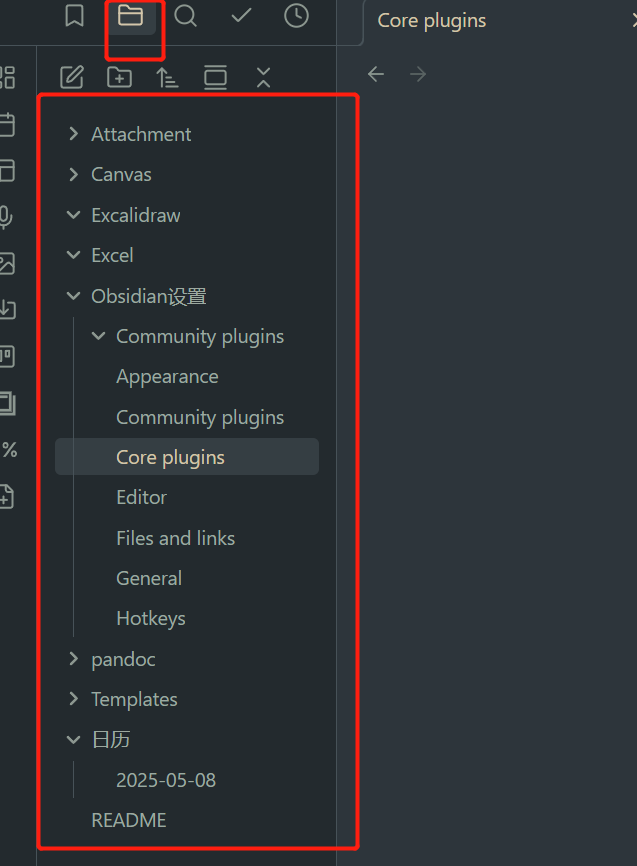 Core plugins
Attachment
Canvas
Excalidraw
Excel
Obsidian设置
Community plugins
Appearance
Community plugins
Core plugins
Editor
Files and links
General
Hotkeys
pandoc
Templates
日历
2025-05-08
README